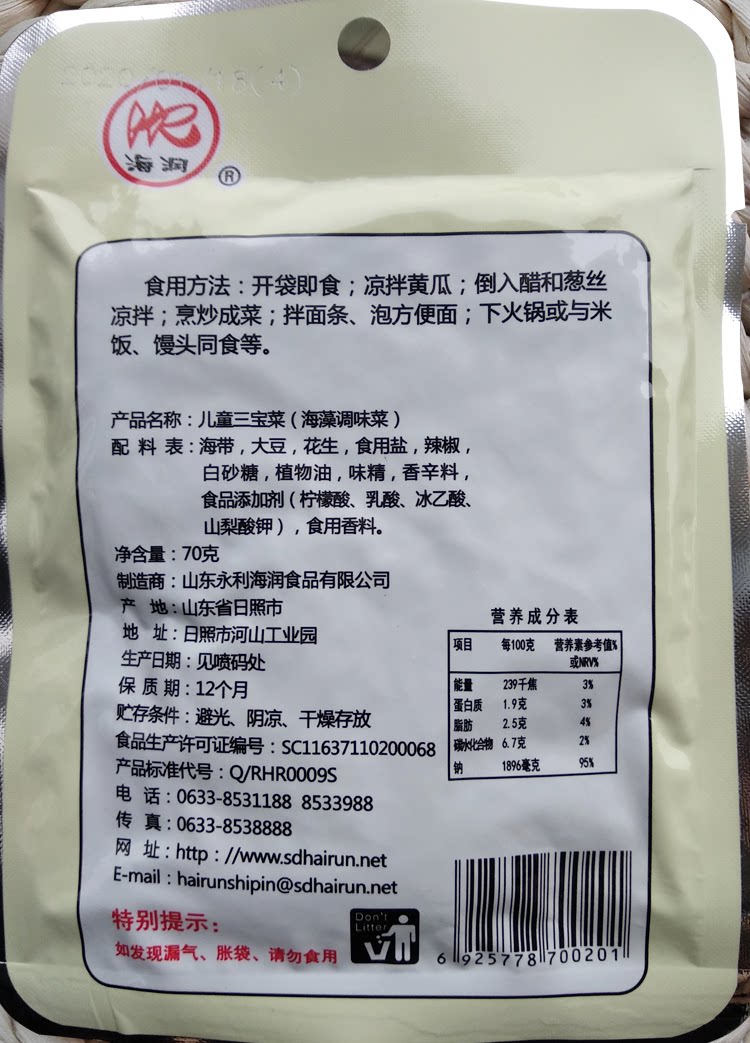 海润
®
食用方法：开袋即食；凉拌黄瓜；倒入醋和葱丝
凉拌；烹炒成菜；拌面条、泡方便面；下火锅或与米
饭、馒头同食等。
产品名称：儿童三宝菜（海藻调味菜）
配料表：海带，大豆，花生，食用盐，辣椒，
白砂糖，植物油，味精，香辛料，
食品添加剂（柠檬酸、乳酸、冰乙酸、
山梨酸钾），食用香料。
净含量：70克
制造商：山东永利海润食品有限公司
产 地：山东省日照市
地 址：日照市河山工业园
生产日期：见喷码处
保质期：12个月
贮存条件：避光、阴凉、干燥存放
食品生产许可证编号：SC11637110200068
产品标准代号：Q/RHR0009S
电 话：0633-8531188 8533988
传 真：0633-8538888
网 址：http：//www.sdhairun.net
E-mail：hairunshipin@sdhairun.net
特别提示：
如发现漏气、胀袋、请勿食用
营养成分表
项目 每100克 营养素参考值%
或NRV%
能量 239千焦 3%
蛋白质 1.9克 3%
脂肪 2.5克 4%
碳水化合物 6.7克 2%
钠 1896毫克 95%
Don't
Litter
6 925778 700201